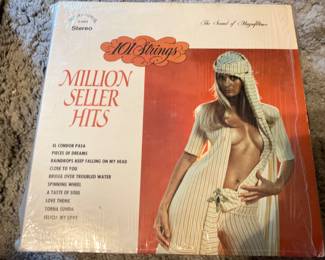 Stereo
The Sound of Magnificence
101 Strings
MILLION
SELLER
HITS
EL CONDOR PASA
PIECES OF DREAMS
RAINDROPS KEEP FALLING ON MY HEAD
CLOSE TO YOU
BRIDGE OVER TROUBLED WATER
SPINNING WHEEL
A TASTE OF SOUL
LOVE THEME